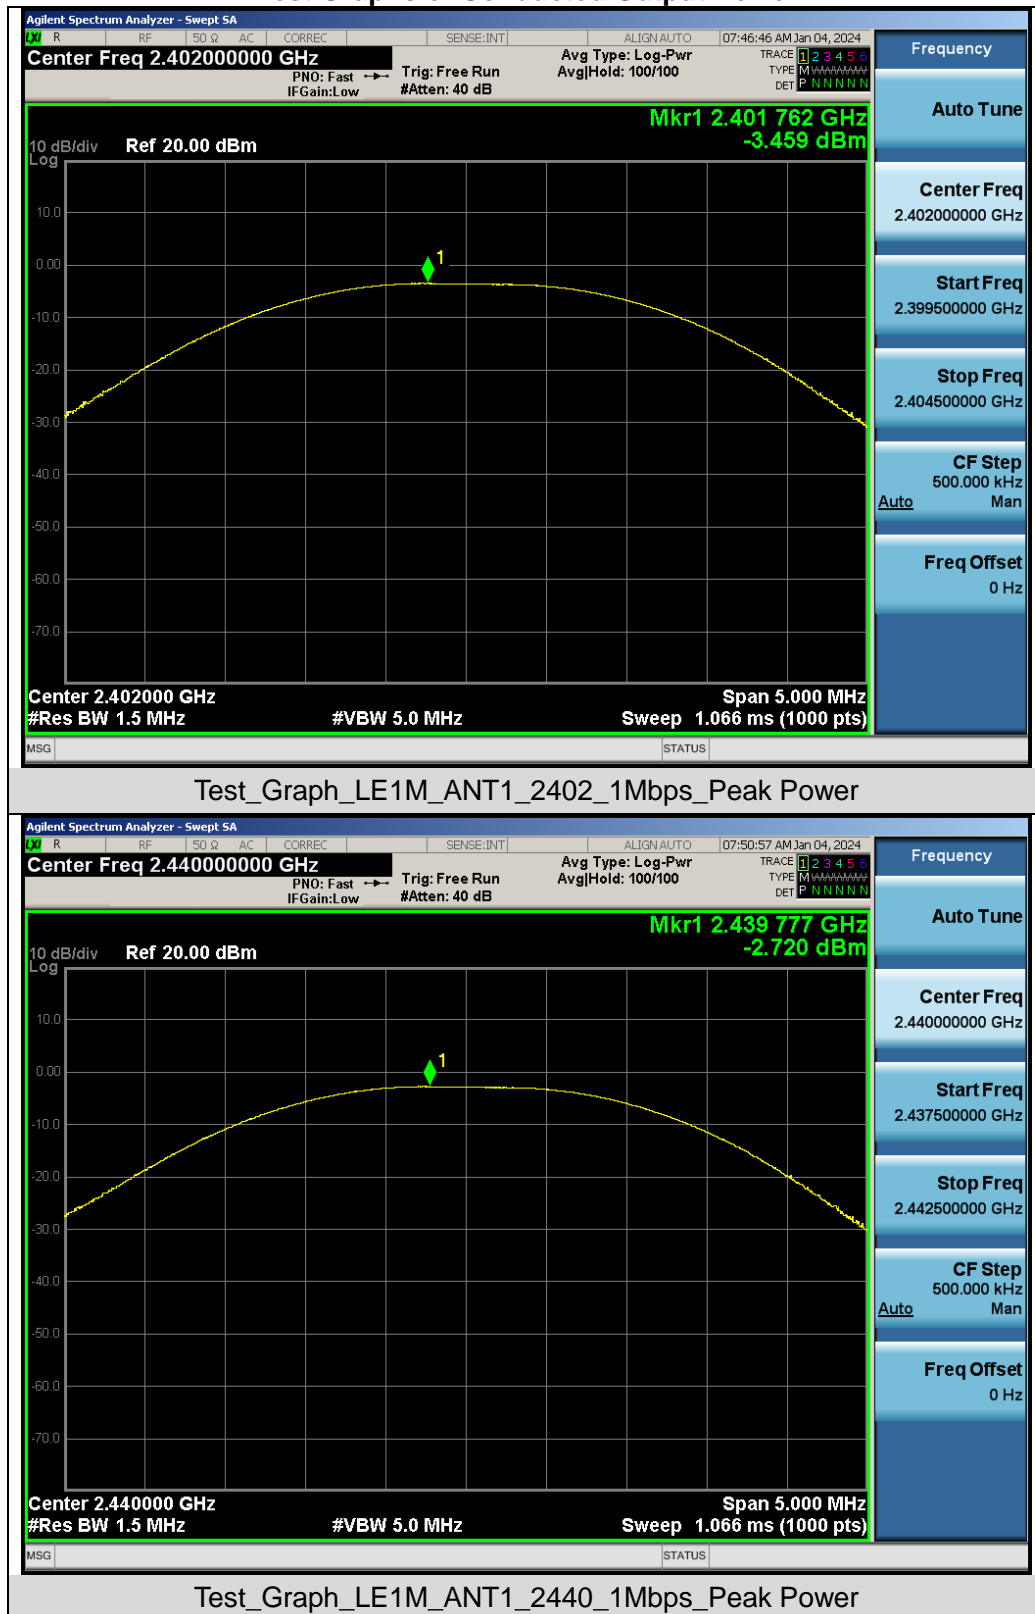 Agilent Spectrum Analyzer - Swept SA
LXI R RF 50 Ω AC CORREC SENSE:INT ALIGN AUTO 07:46:46 AM Jan 04, 2024
Center Freq 2.402000000 GHz
PNO: Fast
IFGain:Low
Trig: Free Run
#Atten: 40 dB
Avg Type: Log-Pwr
Avg|Hold: 100/100
TRACE 1 2 3 4 5 6
TYPE M
DET P N N N N N
Mkr1 2.401 762 GHz
-3.459 dBm
10 dB/div Ref 20.00 dBm
Log
10.0
0.00
1
-10.0
-20.0
-30.0
-40.0
-50.0
-60.0
-70.0
Center 2.402000 GHz Span 5.000 MHz
#Res BW 1.5 MHz #VBW 5.0 MHz Sweep 1.066 ms (1000 pts)
MSG STATUS
Frequency
Auto Tune
Center Freq
2.402000000 GHz
Start Freq
2.399500000 GHz
Stop Freq
2.404500000 GHz
CF Step
500.000 kHz
Auto Man
Freq Offset
0 Hz
Test_Graph_LE1M_ANT1_2402_1Mbps_Peak Power
Agilent Spectrum Analyzer - Swept SA
LXI R RF 50 Ω AC CORREC SENSE:INT ALIGN AUTO 07:50:57 AM Jan 04, 2024
Center Freq 2.440000000 GHz
PNO: Fast
IFGain:Low
Trig: Free Run
#Atten: 40 dB
Avg Type: Log-Pwr
Avg|Hold: 100/100
TRACE 1 2 3 4 5 6
TYPE M
DET P N N N N N
Mkr1 2.439 777 GHz
-2.720 dBm
10 dB/div Ref 20.00 dBm
Log
10.0
0.00
1
-10.0
-20.0
-30.0
-40.0
-50.0
-60.0
-70.0
Center 2.440000 GHz Span 5.000 MHz
#Res BW 1.5 MHz #VBW 5.0 MHz Sweep 1.066 ms (1000 pts)
MSG STATUS
Frequency
Auto Tune
Center Freq
2.440000000 GHz
Start Freq
2.437500000 GHz
Stop Freq
2.442500000 GHz
CF Step
500.000 kHz
Auto Man
Freq Offset
0 Hz
Test_Graph_LE1M_ANT1_2440_1Mbps_Peak Power